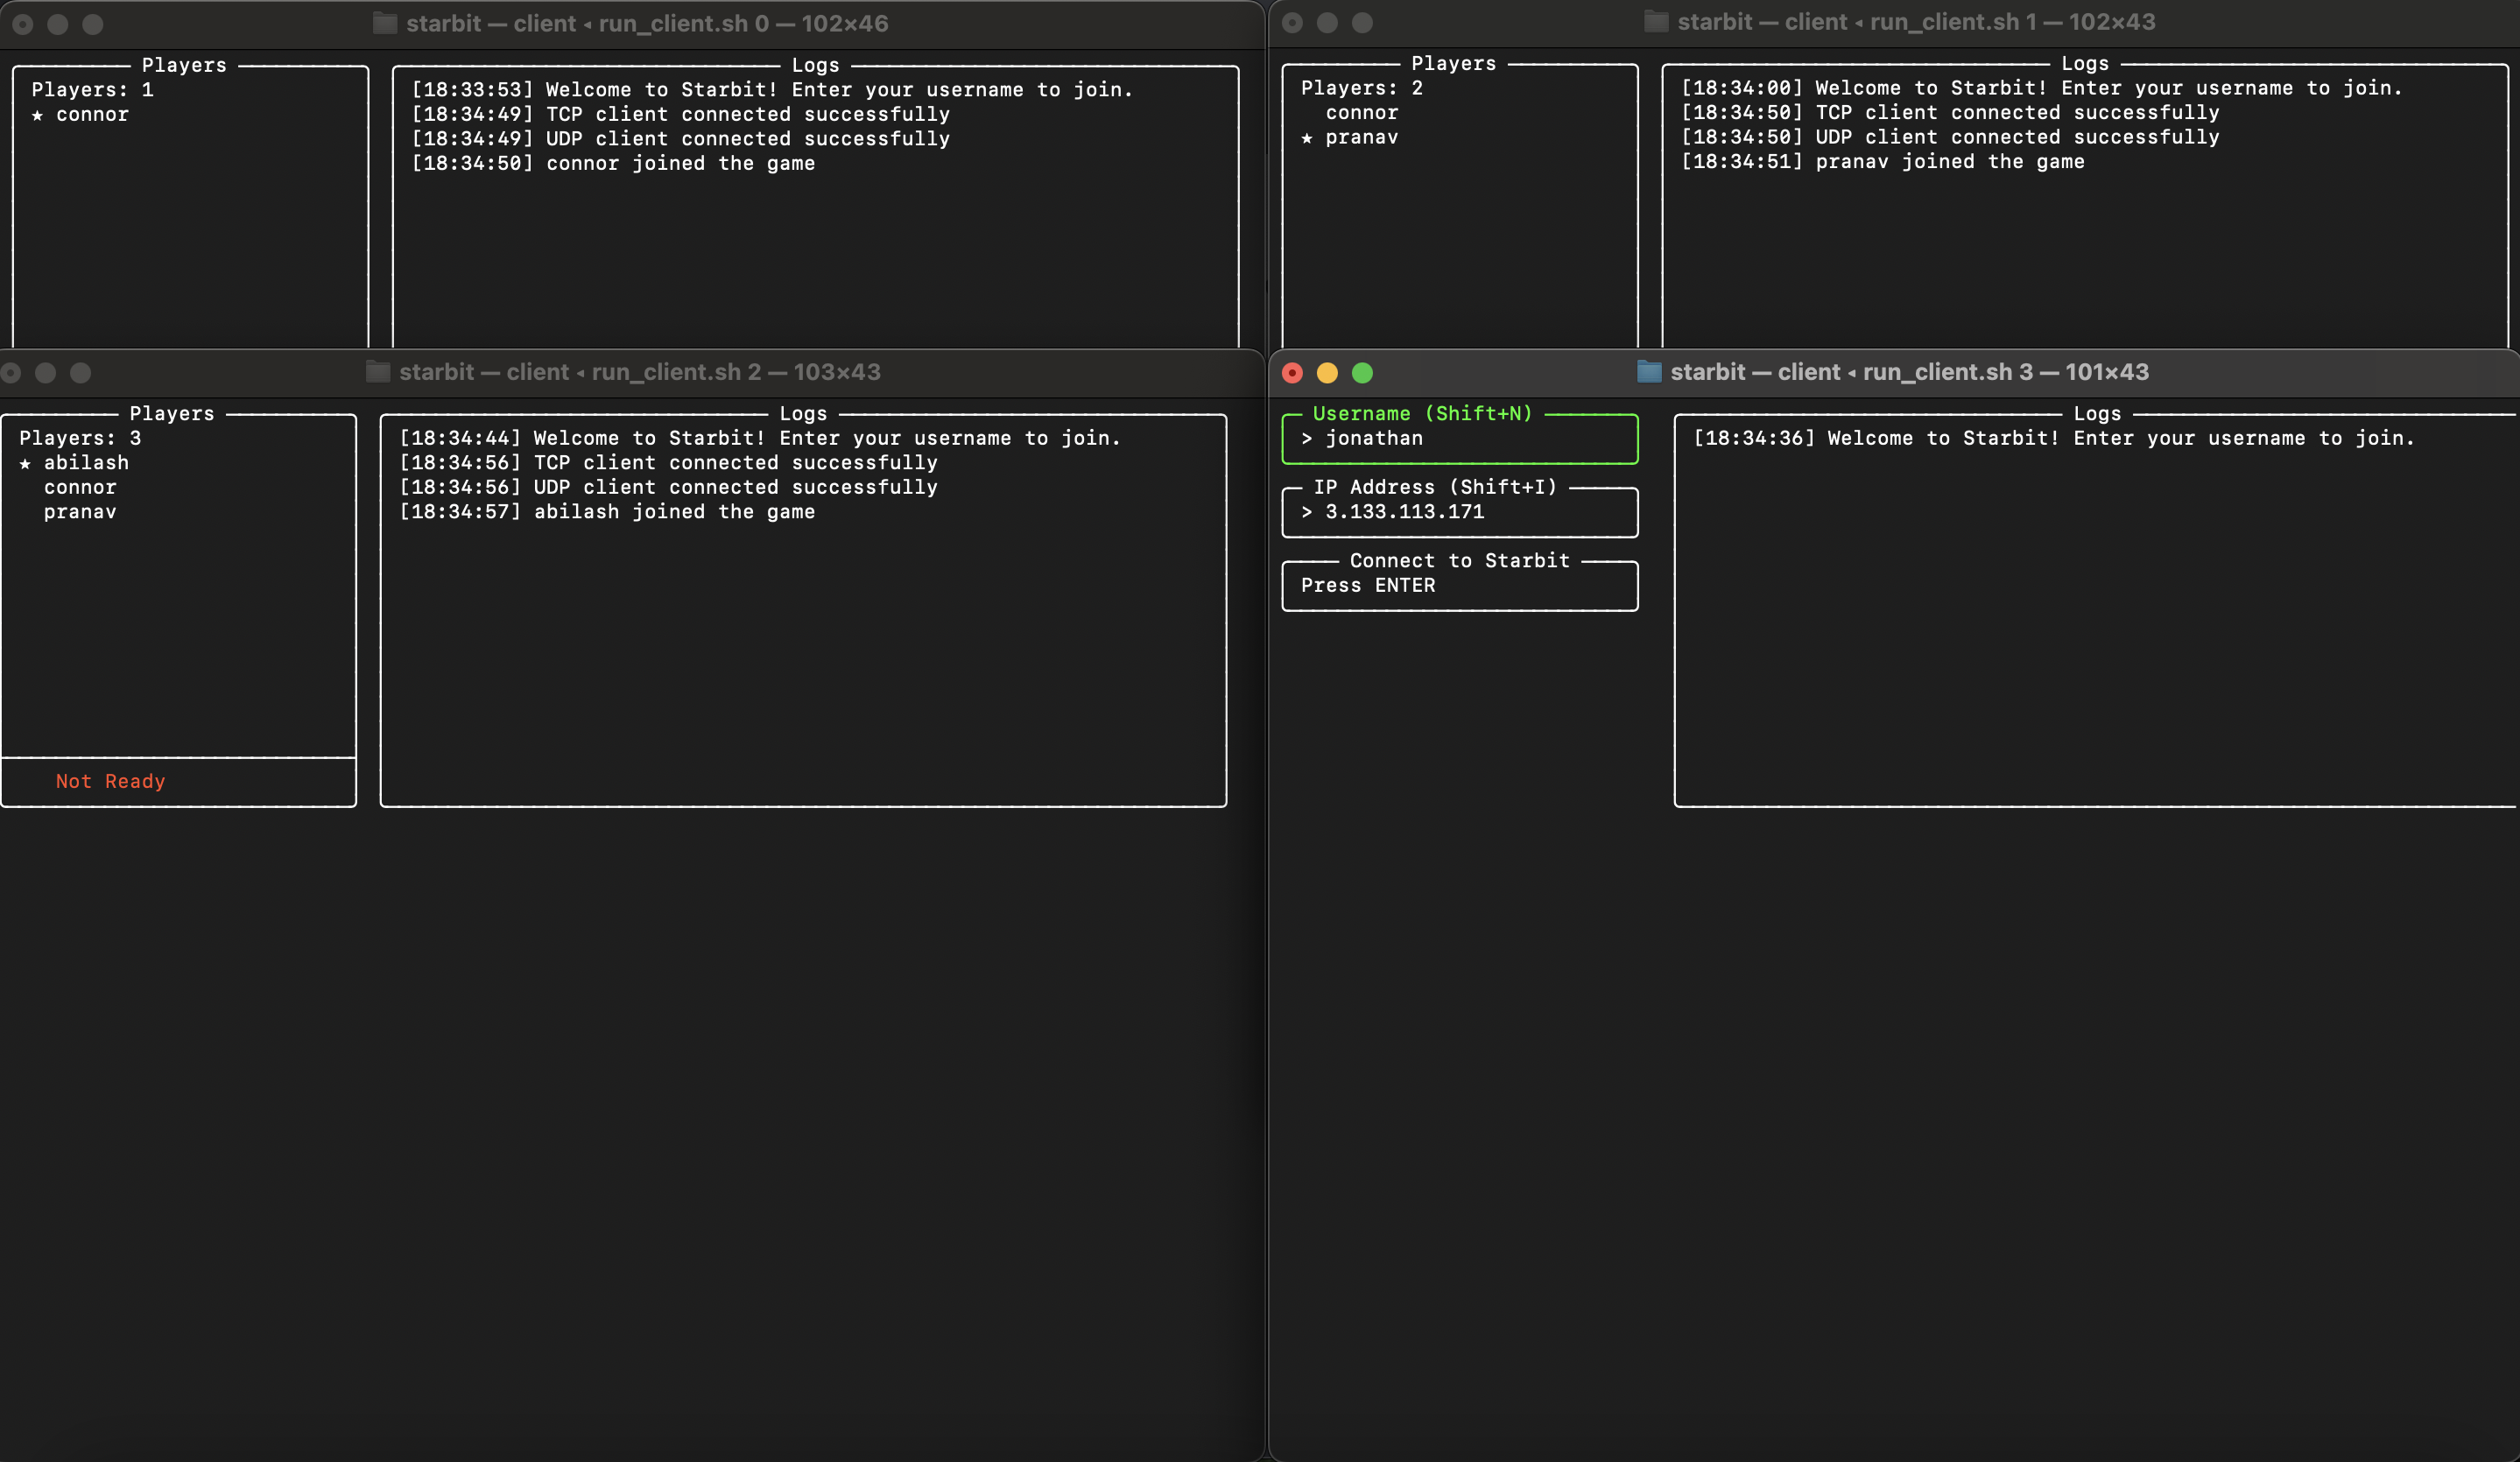 starbit — client ◂ run_client.sh 0 — 102×46
Players
Players: 1
★ connor
Logs
[18:33:53] Welcome to Starbit! Enter your username to join.
[18:34:49] TCP client connected successfully
[18:34:49] UDP client connected successfully
[18:34:50] connor joined the game
starbit — client ◂ run_client.sh 1 — 102×43
Players
Players: 2
connor
★ pranav
Logs
[18:34:00] Welcome to Starbit! Enter your username to join.
[18:34:50] TCP client connected successfully
[18:34:50] UDP client connected successfully
[18:34:51] pranav joined the game
starbit — client ◂ run_client.sh 2 — 103×43
Players
Players: 3
★ abilash
connor
pranav
Not Ready
Logs
[18:34:44] Welcome to Starbit! Enter your username to join.
[18:34:56] TCP client connected successfully
[18:34:56] UDP client connected successfully
[18:34:57] abilash joined the game
starbit — client ◂ run_client.sh 3 — 101×43
Username (Shift+N)
> jonathan
IP Address (Shift+I)
> 3.133.113.171
Connect to Starbit
Press ENTER
Logs
[18:34:36] Welcome to Starbit! Enter your username to join.